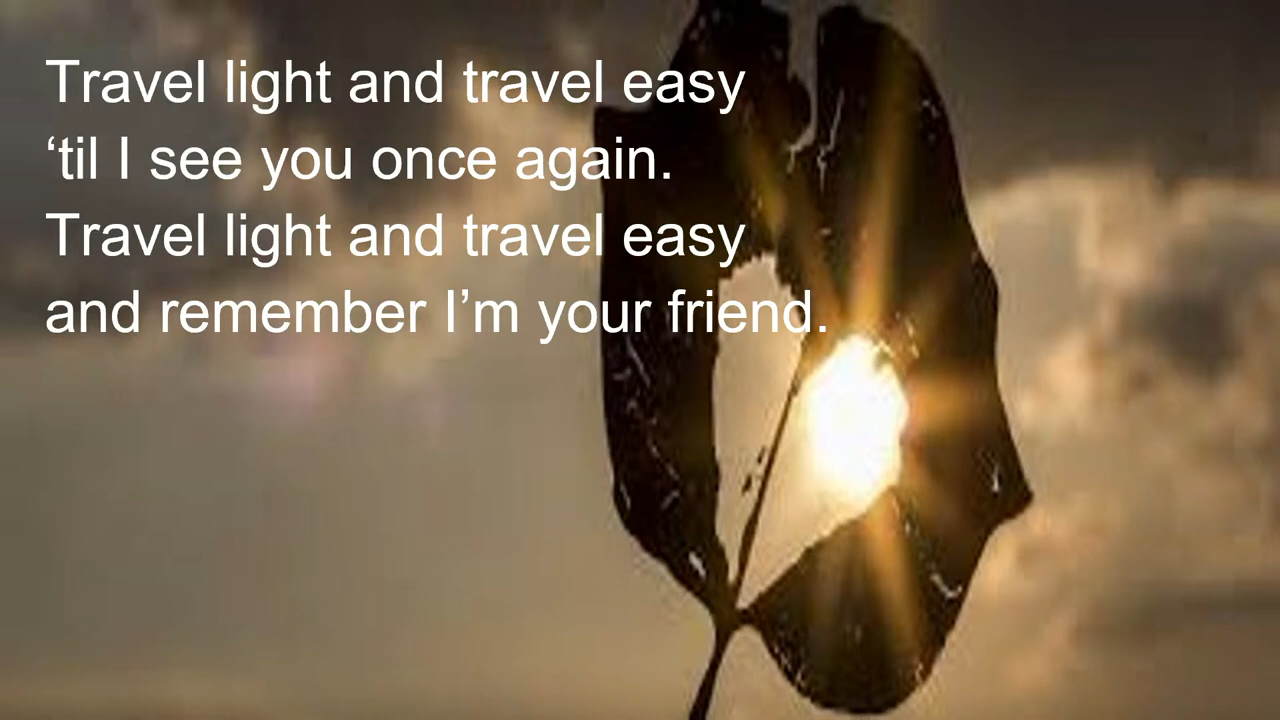 Travel light and travel easy
‘til I see you once again.
Travel light and travel easy
and remember I’m your friend.